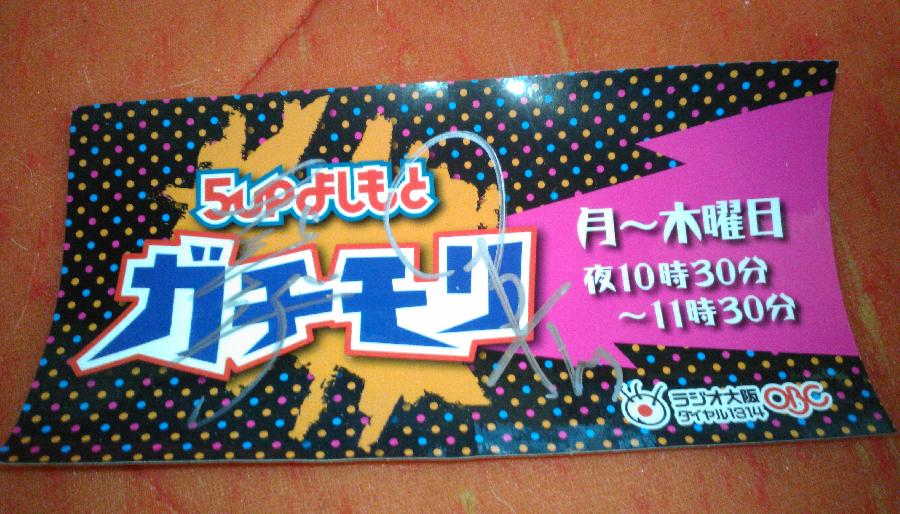 5upよしもと
ガチモリ
月～木曜日
夜10時30分
～11時30分
ラジオ大阪 OBC
ダイヤル1314